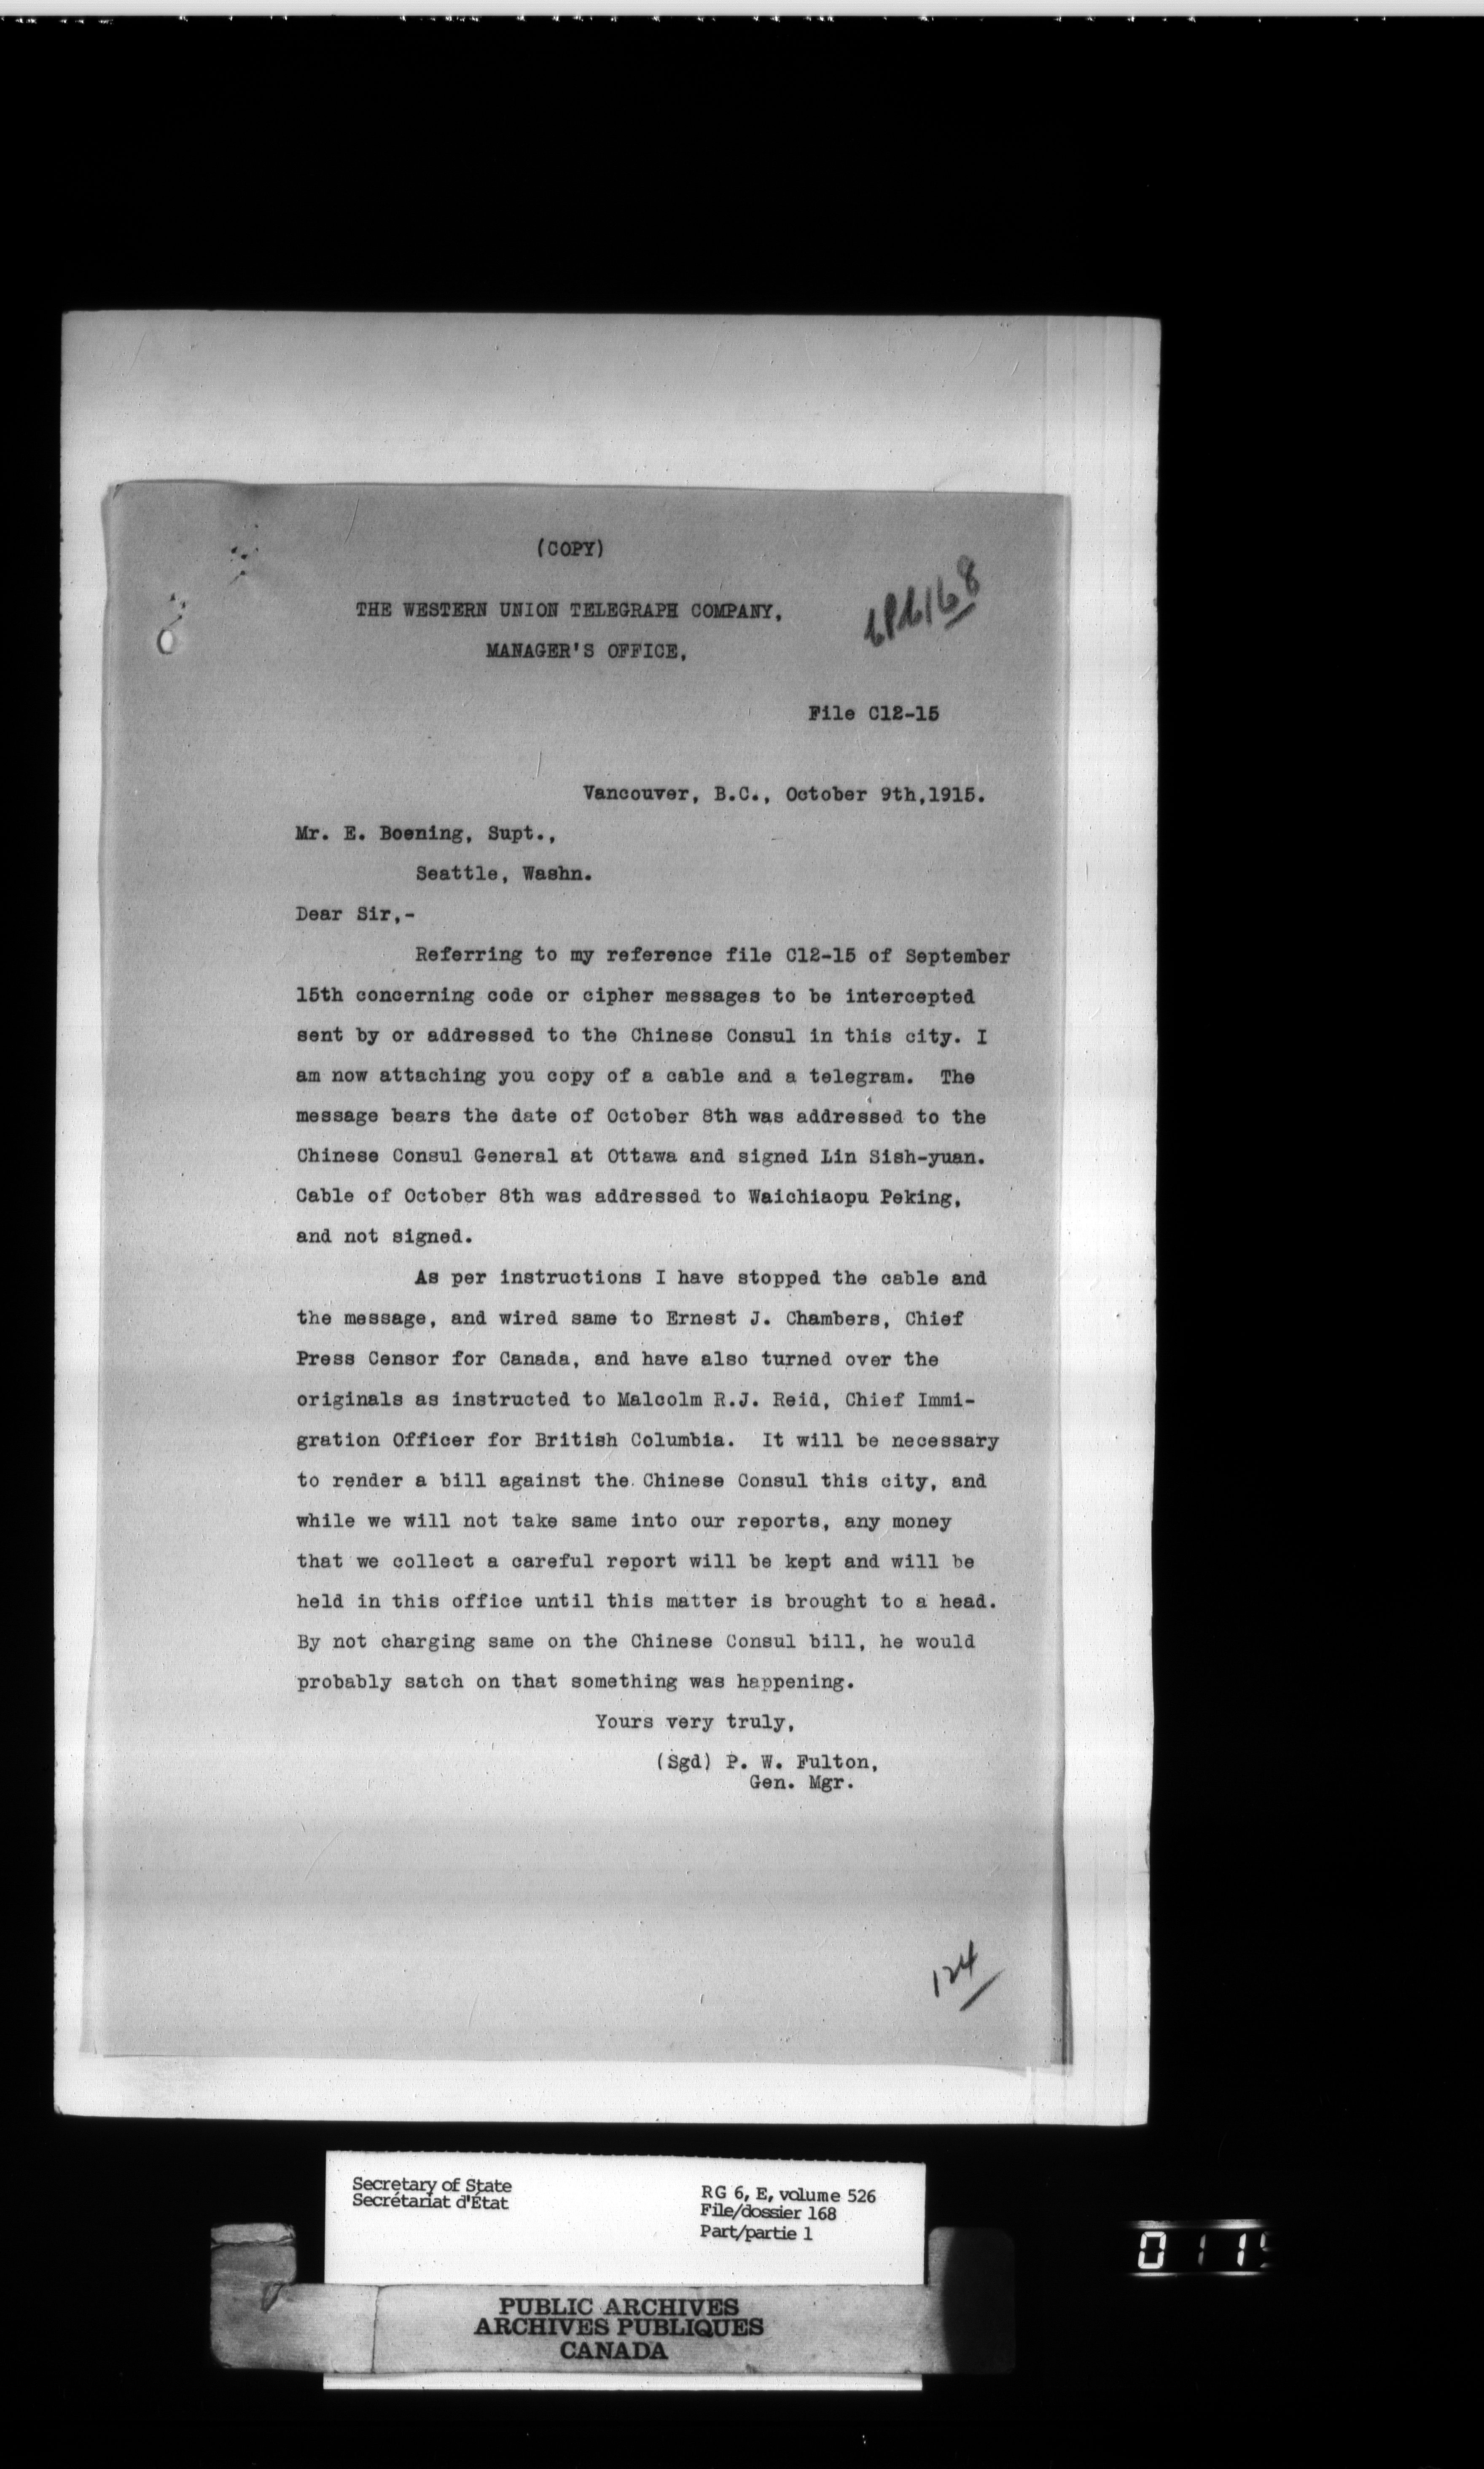 (COPY)
THE WESTERN UNION TELEGRAPH COMPANY,
MANAGER'S OFFICE,
File C12-15
Vancouver, B.C., October 9th,1915.
Mr. E. Boening, Supt.,
Seattle, Washn.
Dear Sir,-
Referring to my reference file C12-15 of September
15th concerning code or cipher messages to be intercepted
sent by or addressed to the Chinese Consul in this city. I
am now attaching you copy of a cable and a telegram. The
message bears the date of October 8th was addressed to the
Chinese Consul General at Ottawa and signed Lin Sish-yuan.
Cable of October 8th was addressed to Waichiaopu Peking,
and not signed.
As per instructions I have stopped the cable and
the message, and wired same to Ernest J. Chambers, Chief
Press Censor for Canada, and have also turned over the
originals as instructed to Malcolm R.J. Reid, Chief Immi-
gration Officer for British Columbia. It will be necessary
to render a bill against the Chinese Consul this city, and
while we will not take same into our reports, any money
that we collect a careful report will be kept and will be
held in this office until this matter is brought to a head.
By not charging same on the Chinese Consul bill, he would
probably satch on that something was happening.
Yours very truly,
(Sgd) P. W. Fulton,
Gen. Mgr.
124
Secretary of State
Secrétariat d'État
RG 6, E, volume 526
File/dossier 168
Part/partie 1
PUBLIC ARCHIVES
ARCHIVES PUBLIQUES
CANADA